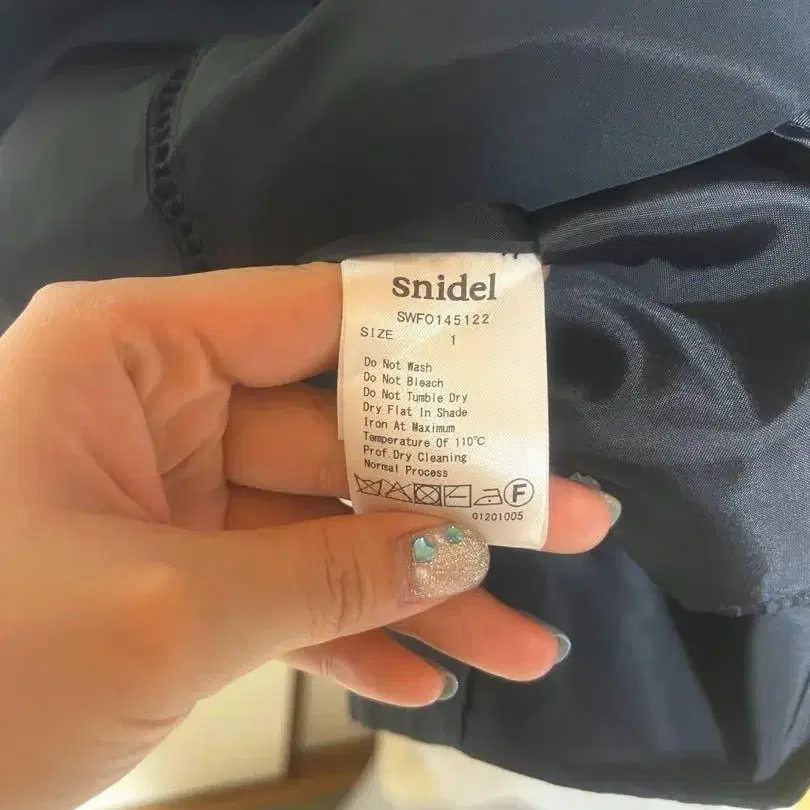 snidel
SWFO145122
SIZE 1
Do Not Wash
Do Not Bleach
Do Not Tumble Dry
Dry Flat In Shade
Iron At Maximum
Temperature Of 110℃
Prof.Dry Cleaning
Normal Process
F
01201005